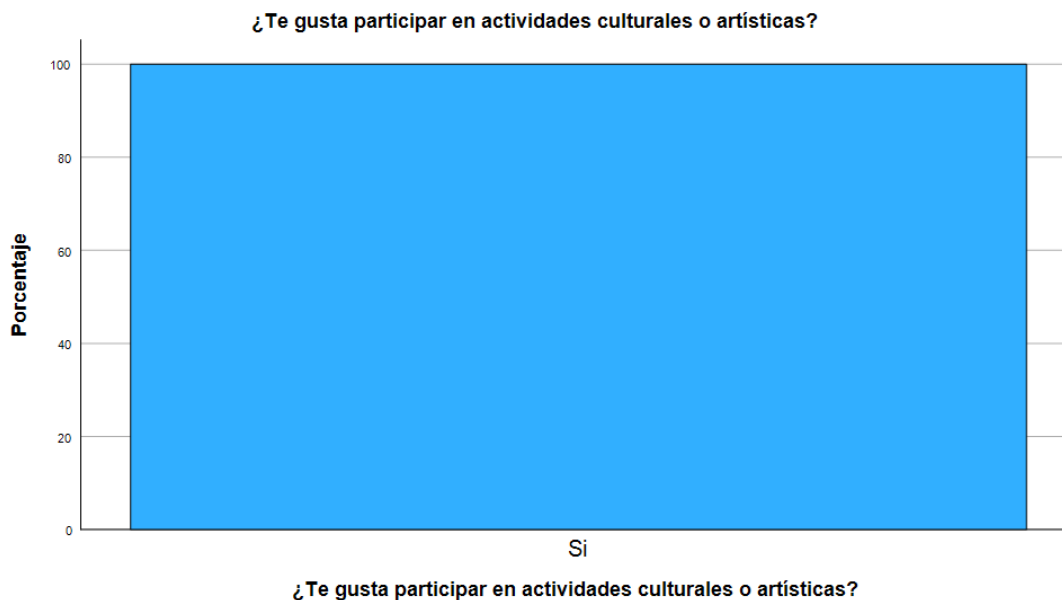 ¿Te gusta participar en actividades culturales o artísticas?
100
80
60
40
20
0
Porcentaje
Si
¿Te gusta participar en actividades culturales o artísticas?